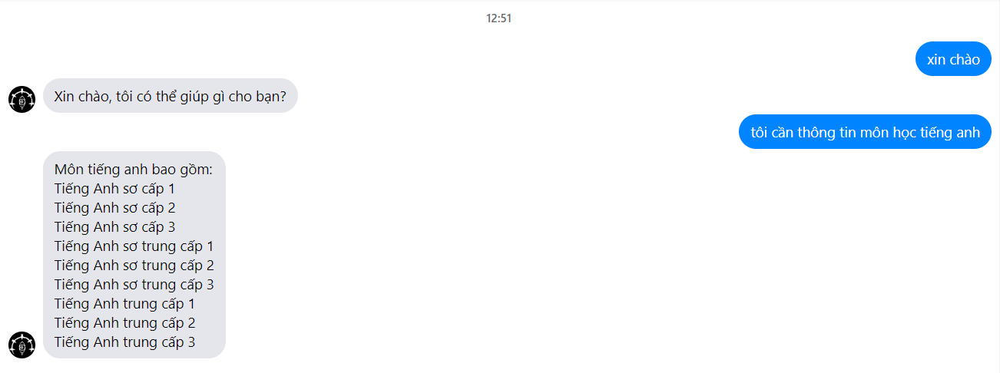 12:51
xin chào
Xin chào, tôi có thể giúp gì cho bạn?
tôi cần thông tin môn học tiếng anh
Môn tiếng anh bao gồm:
Tiếng Anh sơ cấp 1
Tiếng Anh sơ cấp 2
Tiếng Anh sơ cấp 3
Tiếng Anh sơ trung cấp 1
Tiếng Anh sơ trung cấp 2
Tiếng Anh sơ trung cấp 3
Tiếng Anh trung cấp 1
Tiếng Anh trung cấp 2
Tiếng Anh trung cấp 3